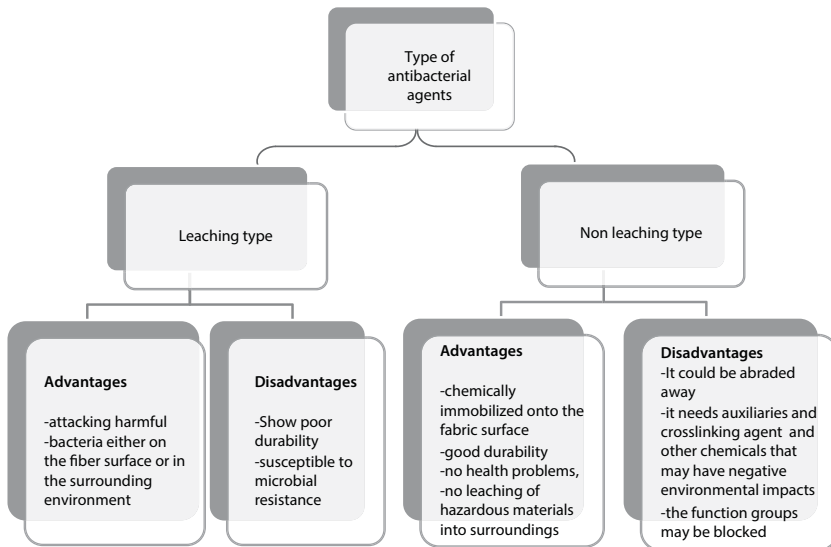 Type of
antibacterial
agents
Leaching type
Non leaching type
Advantages
-attacking harmful
-bacteria either on
the fiber surface or in
the surrounding
environment
Disadvantages
-Show poor
durability
-susceptible to
microbial
resistance
Advantages
-chemically
immobilized onto the
fabric surface
-good durability
-no health problems,
-no leaching of
hazardous materials
into surroundings
Disadvantages
-It could be abraded
away
-it needs auxiliaries and
crosslinking agent and
other chemicals that
may have negative
environmental impacts
-the function groups
may be blocked